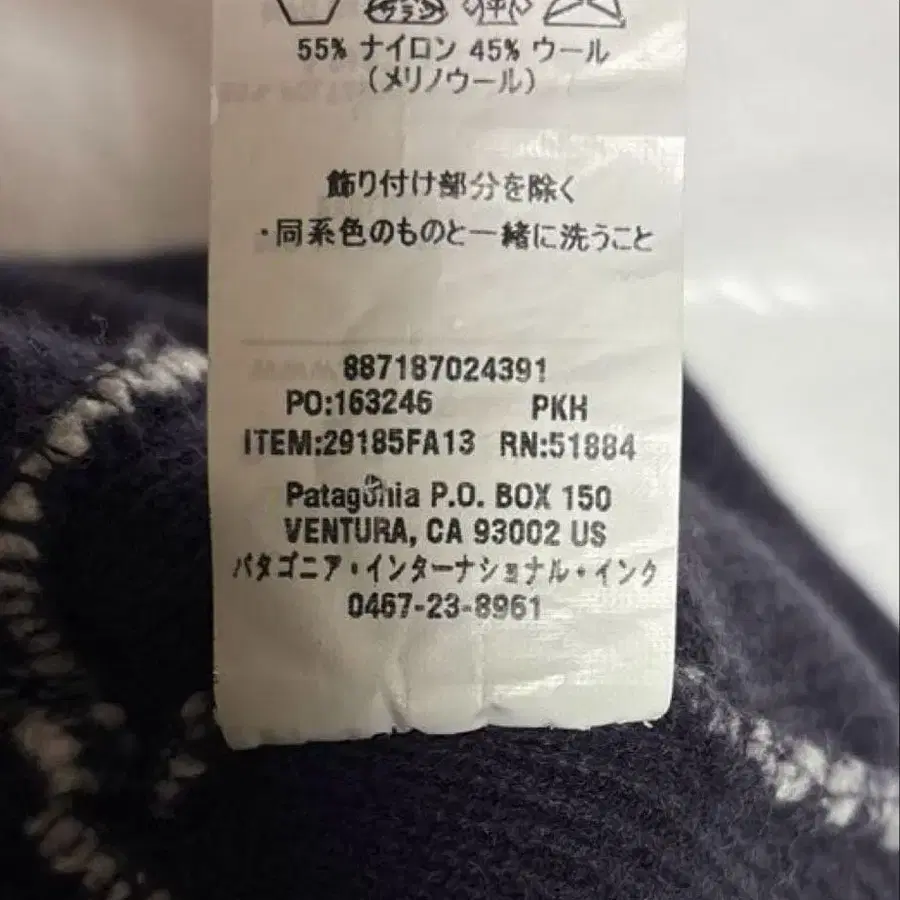 55% ナイロン 45% ウール
(メリノウール)
飾り付け部分を除く
・同系色のものと一緒に洗うこと
887187024391
PO:163246 PKH
ITEM:29185FA13 RN:51884
Patagonia P.O. BOX 150
VENTURA, CA 93002 US
パタゴニア・インターナショナル・インク
0467-23-8961